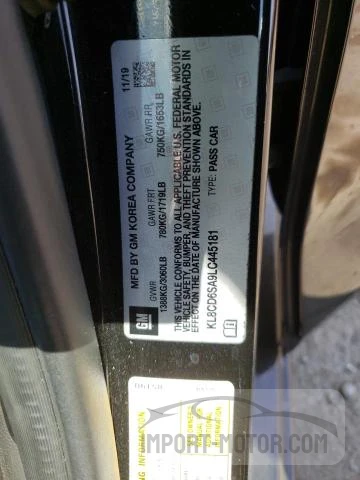 MFD BY GM KOREA COMPANY 11/19
GVWR GAWR FRT GAWR RR
1388KG/3060LB 780KG/1719LB 750KG/1653LB
THIS VEHICLE CONFORMS TO ALL APPLICABLE U.S. FEDERAL MOTOR
VEHICLE SAFETY, BUMPER, AND THEFT PREVENTION STANDARDS IN
EFFECT ON THE DATE OF MANUFACTURE SHOWN ABOVE.
KL8CD6SA9LC445181 TYPE: PASS CAR
GM
OWNERS
INFORMATION
IMPORT-MOTOR.COM